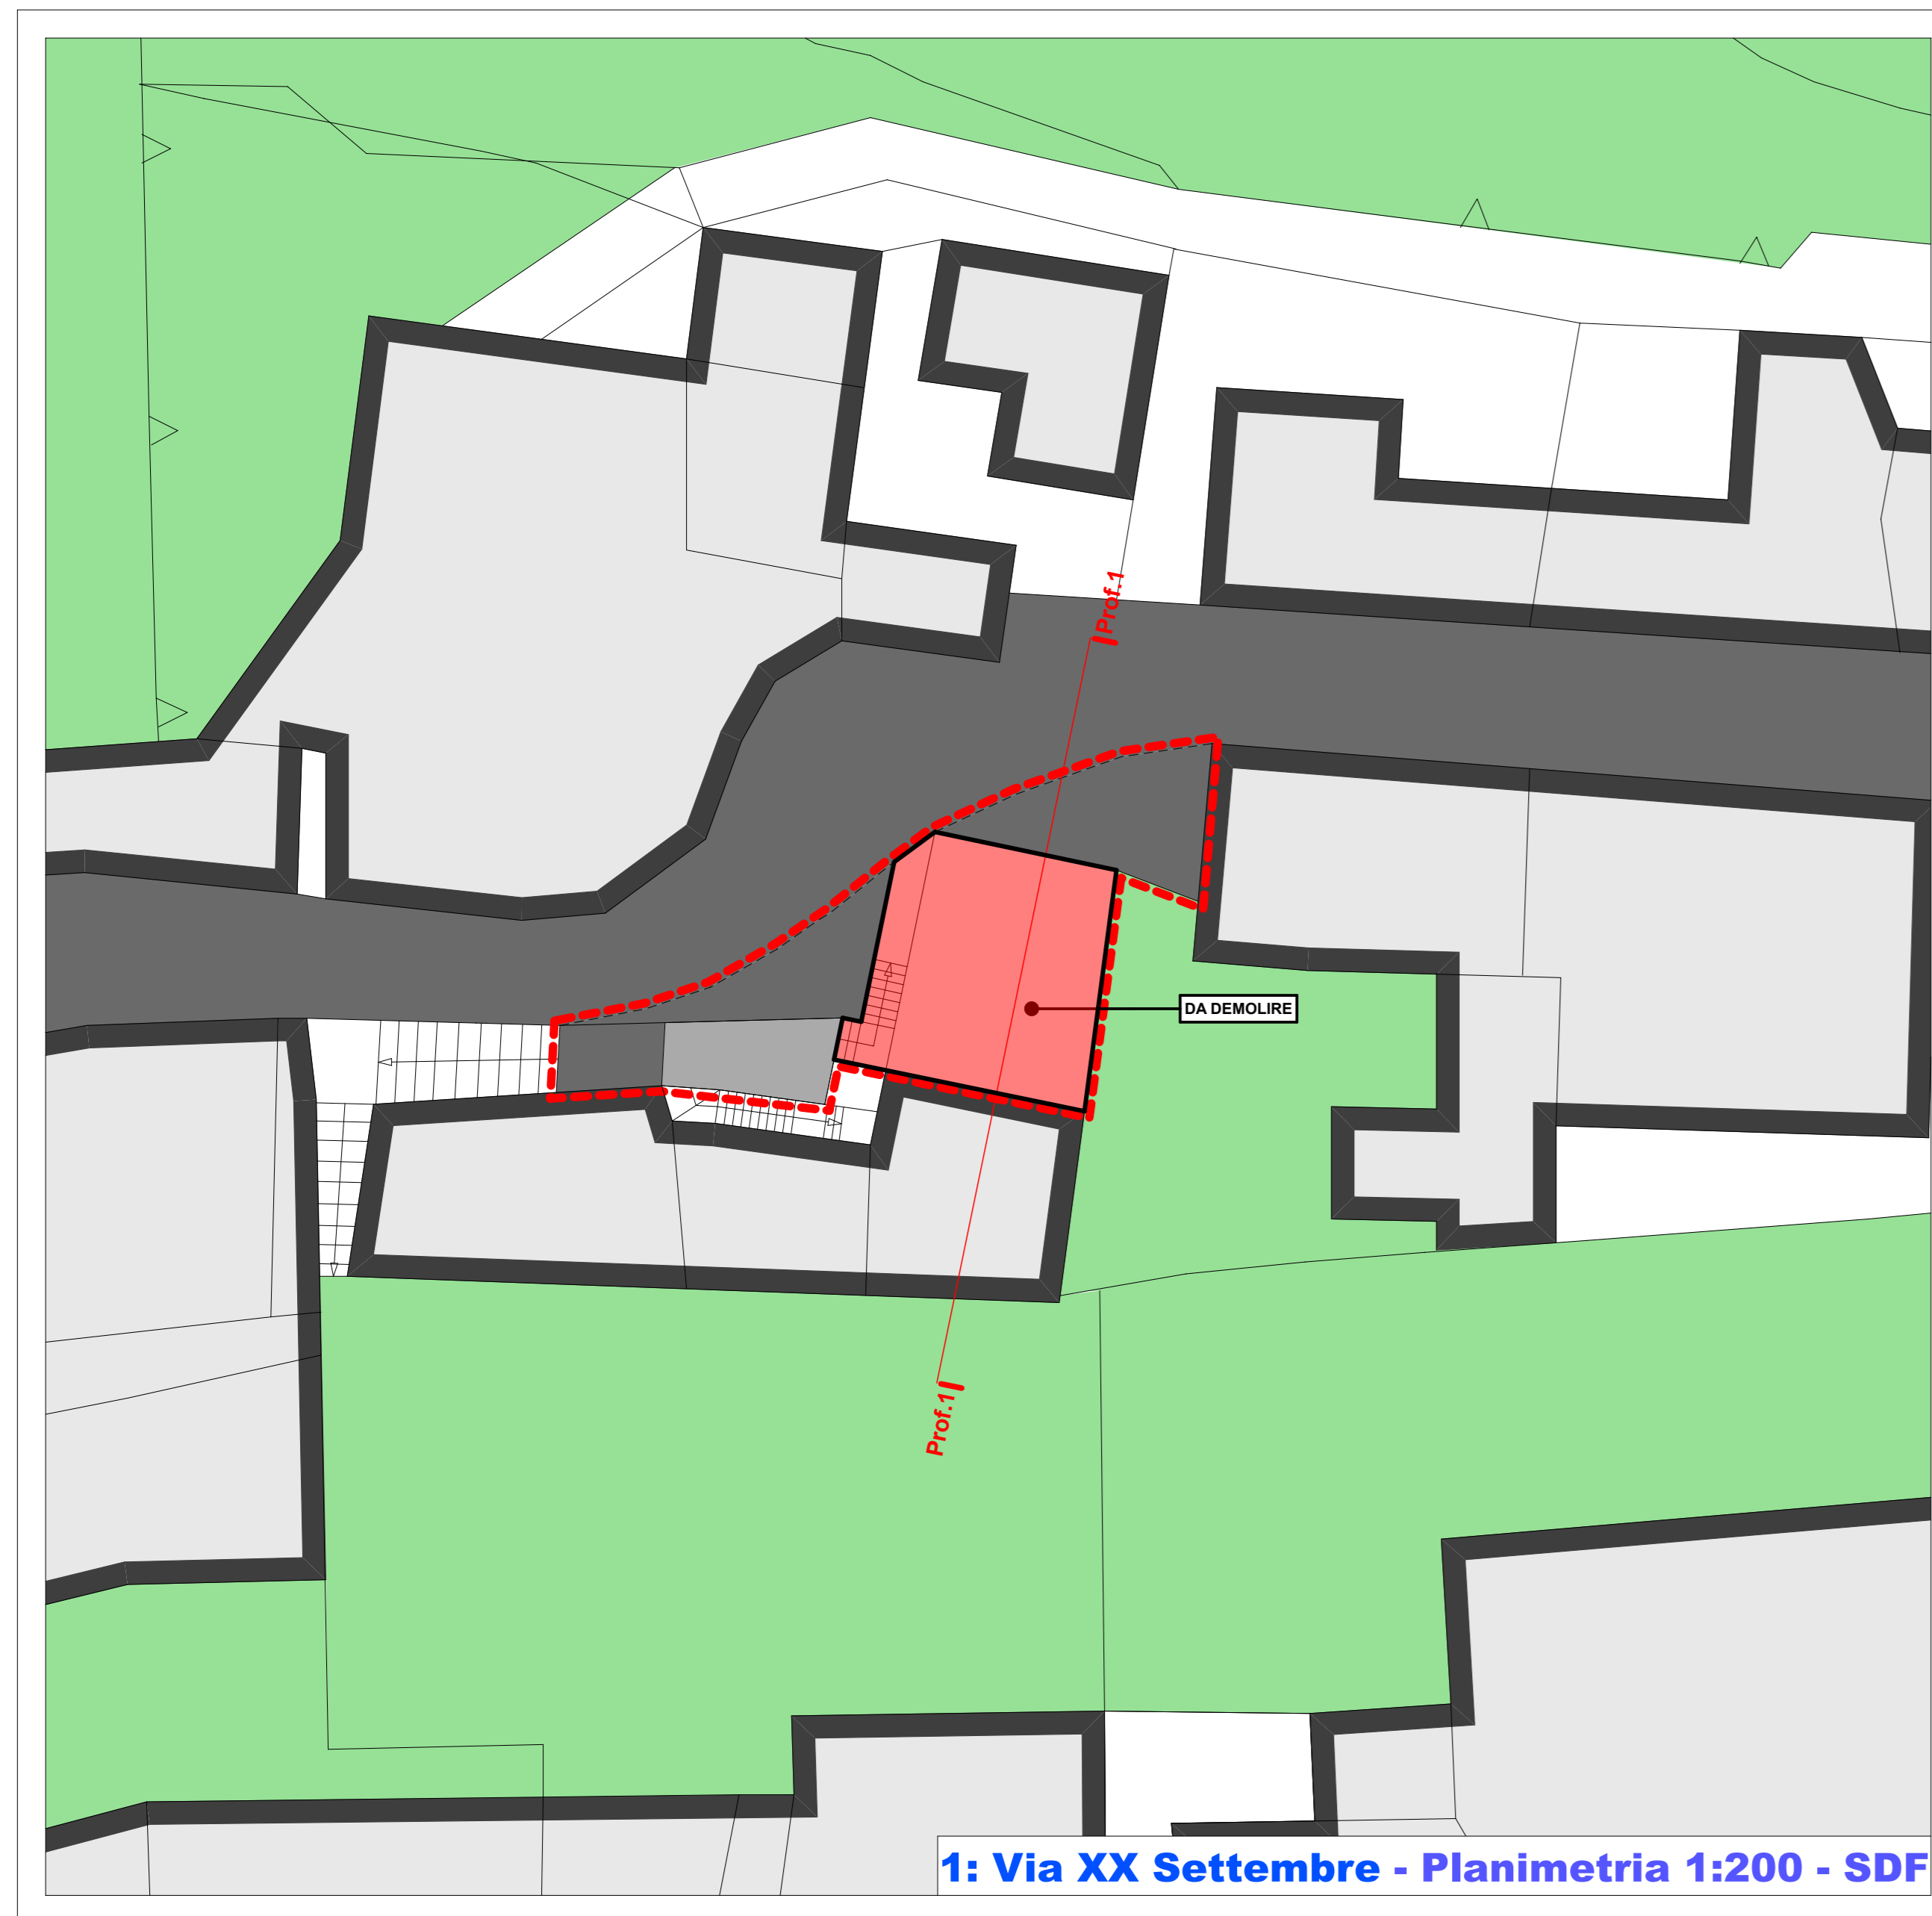 Prof.1
DA DEMOLIRE
Prof.1
1: Via XX Settembre - Planimetria 1:200 - SDF